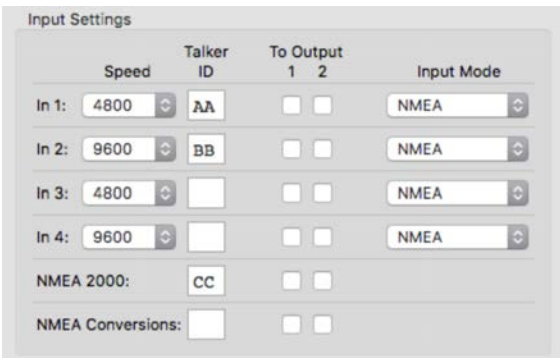 Input Settings
Talker To Output
Speed ID 1 2 Input Mode
In 1: 4800 AA NMEA
In 2: 9600 BB NMEA
In 3: 4800 NMEA
In 4: 9600 NMEA
NMEA 2000: CC
NMEA Conversions: